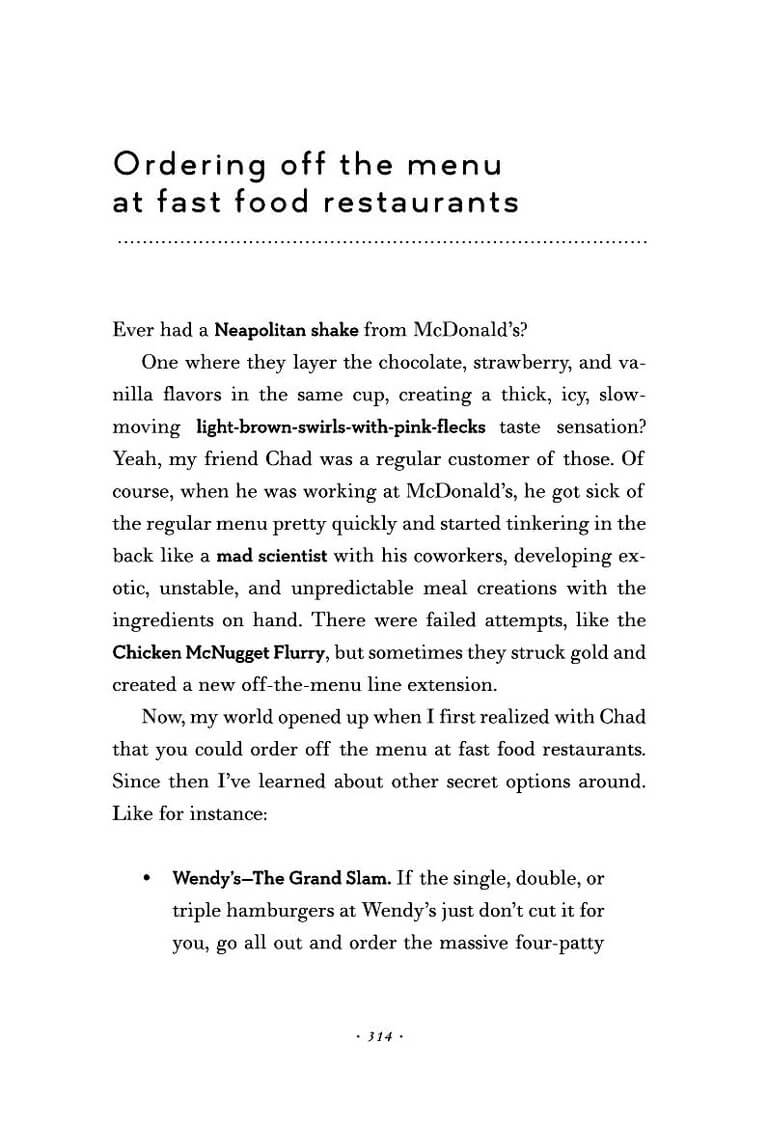 Ordering off the menu
at fast food restaurants
Ever had a Neapolitan shake from McDonald's?
One where they layer the chocolate, strawberry, and va-
nilla flavors in the same cup, creating a thick, icy, slow-
moving light-brown-swirls-with-pink-flecks taste sensation?
Yeah, my friend Chad was a regular customer of those. Of
course, when he was working at McDonald's, he got sick of
the regular menu pretty quickly and started tinkering in the
back like a mad scientist with his coworkers, developing ex-
otic, unstable, and unpredictable meal creations with the
ingredients on hand. There were failed attempts, like the
Chicken McNugget Flurry, but sometimes they struck gold and
created a new off-the-menu line extension.
Now, my world opened up when I first realized with Chad
that you could order off the menu at fast food restaurants.
Since then I've learned about other secret options around.
Like for instance:
• Wendy's—The Grand Slam. If the single, double, or
triple hamburgers at Wendy's just don't cut it for
you, go all out and order the massive four-patty
· 314 ·